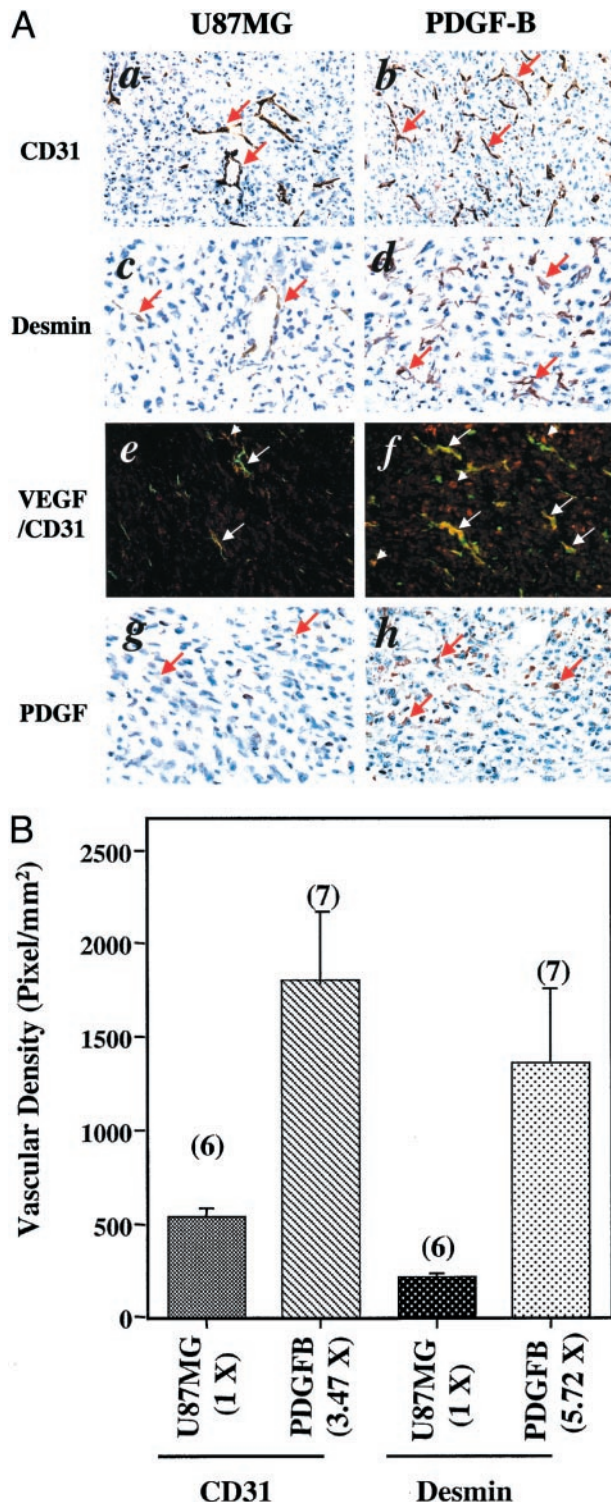 A
U87MG
PDGF-B
CD31
a
b
Desmin
c
d
VEGF
/CD31
e
f
PDGF
g
h
B
Vascular Density (Pixel/mm²)
2500
2000
1500
1000
500
0
(6)
(7)
(6)
(7)
U87MG
(1 X)
PDGFB
(3.47 X)
U87MG
(1 X)
PDGFB
(5.72 X)
CD31
Desmin